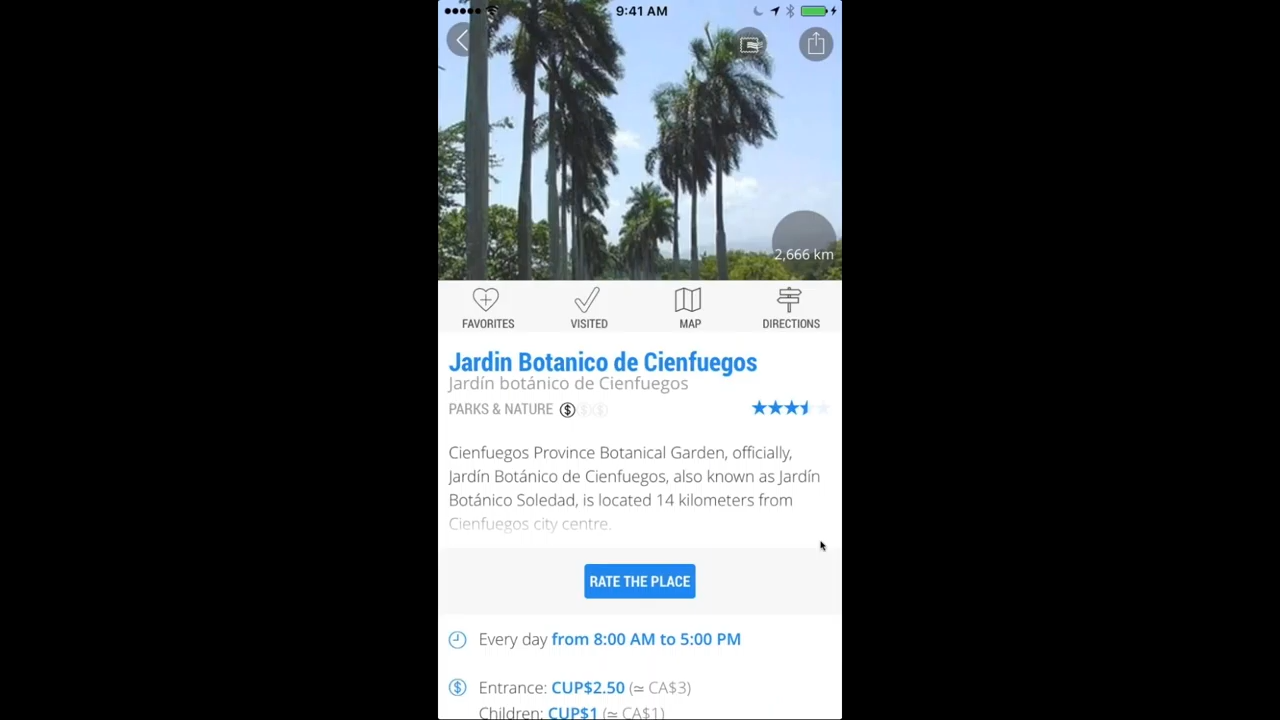 9:41 AM
2,666 km
FAVORITES VISITED MAP DIRECTIONS
Jardin Botanico de Cienfuegos
Jardín botánico de Cienfuegos
PARKS & NATURE
Cienfuegos Province Botanical Garden, officially,
Jardín Botánico de Cienfuegos, also known as Jardín
Botánico Soledad, is located 14 kilometers from
Cienfuegos city centre.
RATE THE PLACE
Every day from 8:00 AM to 5:00 PM
Entrance: CUP$2.50 (≃ CA$3)
Children: CUP$1 (≃ CA$1)